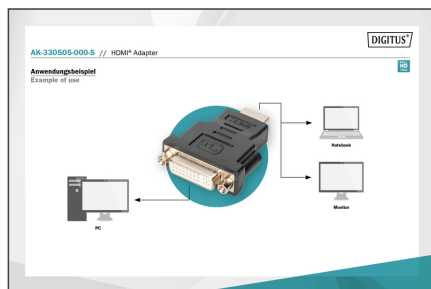 DIGITUS®
AK-330505-000-S // HDMI® Adapter
Anwendungsbeispiel
Example of use
Notebook
Monitor
PC